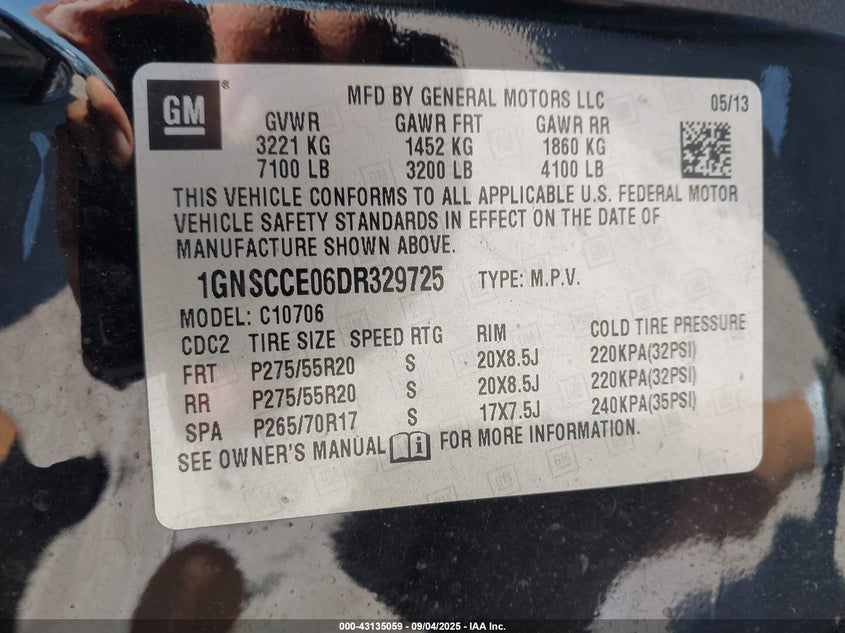 GM ® MFD BY GENERAL MOTORS LLC 05/13
GVWR GAWR FRT GAWR RR
3221 KG 1452 KG 1860 KG
7100 LB 3200 LB 4100 LB
THIS VEHICLE CONFORMS TO ALL APPLICABLE U.S. FEDERAL MOTOR
VEHICLE SAFETY STANDARDS IN EFFECT ON THE DATE OF
MANUFACTURE SHOWN ABOVE.
1GNSCCE06DR329725 TYPE: M.P.V.
MODEL: C10706
CDC2 TIRE SIZE SPEED RTG RIM COLD TIRE PRESSURE
FRT P275/55R20 S 20X8.5J 220KPA(32PSI)
RR P275/55R20 S 20X8.5J 220KPA(32PSI)
SPA P265/70R17 S 17X7.5J 240KPA(35PSI)
SEE OWNER'S MANUAL i FOR MORE INFORMATION.
000-43135059 - 09/04/2025 - IAA Inc.